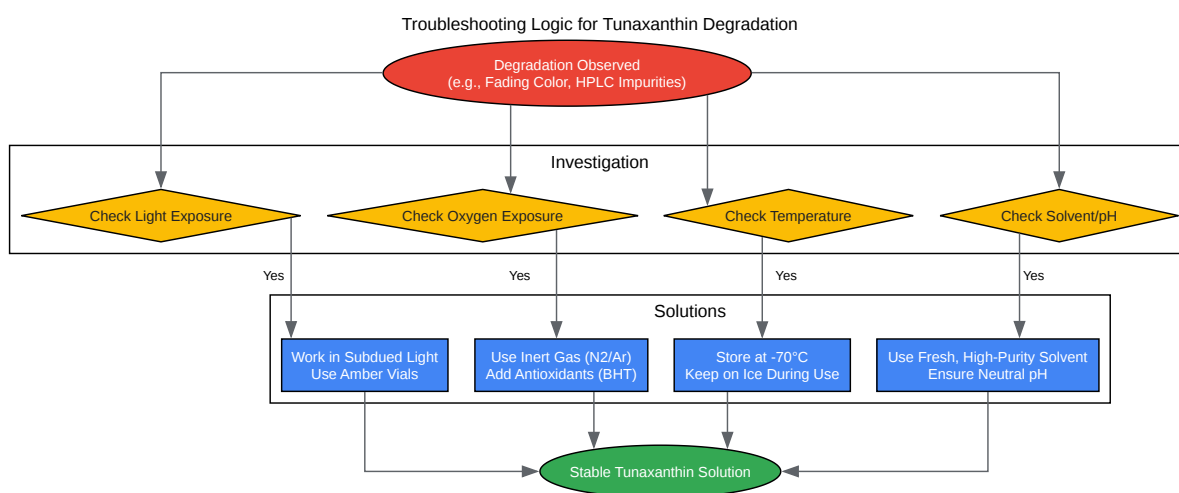 Troubleshooting Logic for Tunaxanthin Degradation
Degradation Observed
(e.g., Fading Color, HPLC Impurities)
Investigation
Check Light Exposure
Check Oxygen Exposure
Check Temperature
Check Solvent/pH
Yes
Yes
Yes
Yes
Solutions
Work in Subdued Light
Use Amber Vials
Use Inert Gas (N2/Ar)
Add Antioxidants (BHT)
Store at -70°C
Keep on Ice During Use
Use Fresh, High-Purity Solvent
Ensure Neutral pH
Stable Tunaxanthin Solution